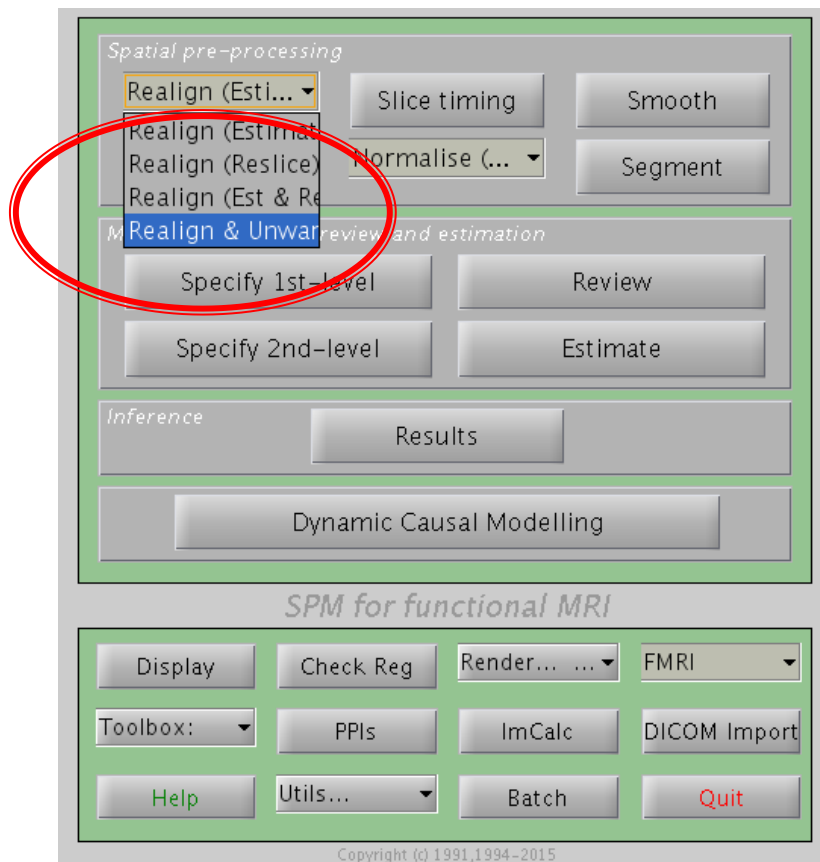 Spatial pre-processing
Realign (Esti...
Slice timing
Smooth
Realign (Estimat
Realign (Reslice)
Normalise (...
Segment
Realign (Est & Re
Realign & Unwar
M
review and estimation
Specify 1st-level
Review
Specify 2nd-level
Estimate
Inference
Results
Dynamic Causal Modelling
SPM for functional MRI
Display
Check Reg
Render... ...
FMRI
Toolbox:
PPIs
ImCalc
DICOM Import
Help
Utils...
Batch
Quit
Copyright (c) 1991,1994-2015